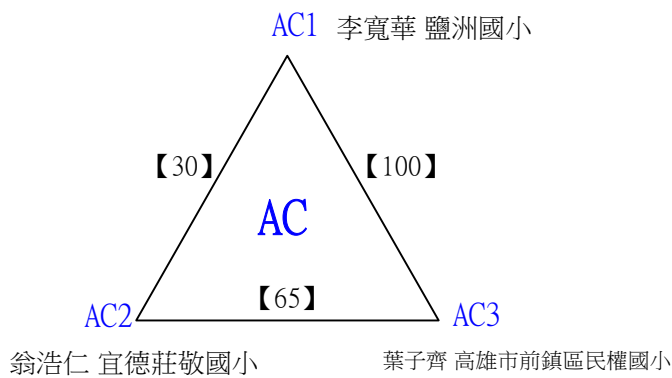 AC1 李寬華 鹽洲國小
【30】 【100】
AC
【65】
AC2 AC3
翁浩仁 宜德莊敬國小 葉子齊 高雄市前鎮區民權國小